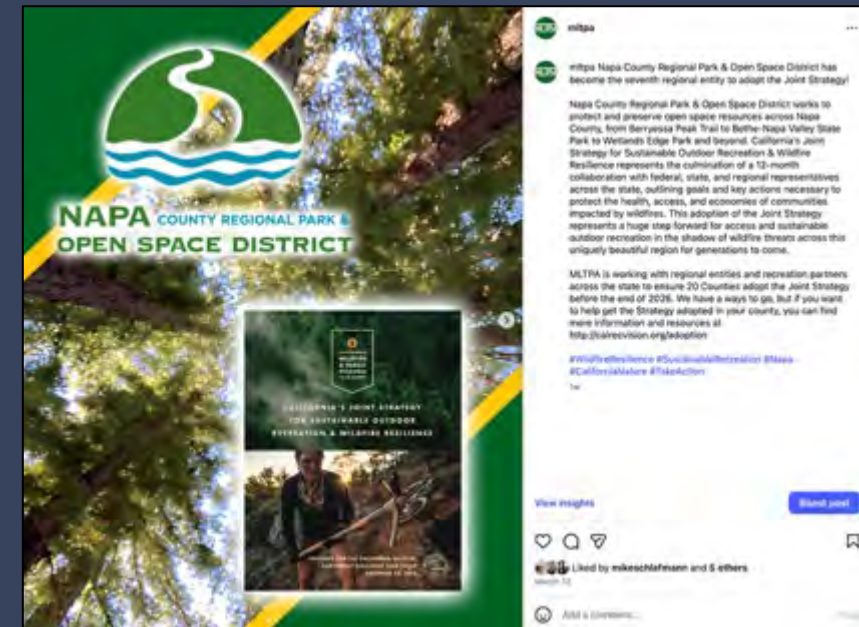 NAPA COUNTY REGIONAL PARK &
OPEN SPACE DISTRICT
CALIFORNIA'S JOINT STRATEGY
FOR SUSTAINABLE OUTDOOR
RECREATION & WILDFIRE RESILIENCE
mltpa
mltpa Napa County Regional Park & Open Space District has
become the seventh regional entity to adopt the Joint Strategy!
Napa County Regional Park & Open Space District works to
protect and preserve open space resources across Napa
County, from Berryessa Peak Trail to Bothe-Napa Valley State
Park to Wetlands Edge Park and beyond. California's Joint
Strategy for Sustainable Outdoor Recreation & Wildfire
Resilience represents the culmination of a 12-month
collaboration with federal, state, and regional representatives
across the state, outlining goals and key actions necessary to
protect the health, access, and economies of communities
impacted by wildfires. This adoption of the Joint Strategy
represents a huge step forward for access and sustainable
outdoor recreation in the shadow of wildfire threats across this
uniquely beautiful region for generations to come.
MLTPA is working with regional entities and recreation partners
across the state to ensure 20 Counties adopt the Joint Strategy
before the end of 2026. We have a ways to go, but if you want
to help get the Strategy adopted in your county, you can find
more information and resources at
http://calrecvision.org/adoption
#WildfireResilience #SustainableRecreation #Napa
#CaliforniaNature #TakeAction
1w
View insights
Boost post
Liked by mikeschlafmann and 5 others
March 13
Add a comment...